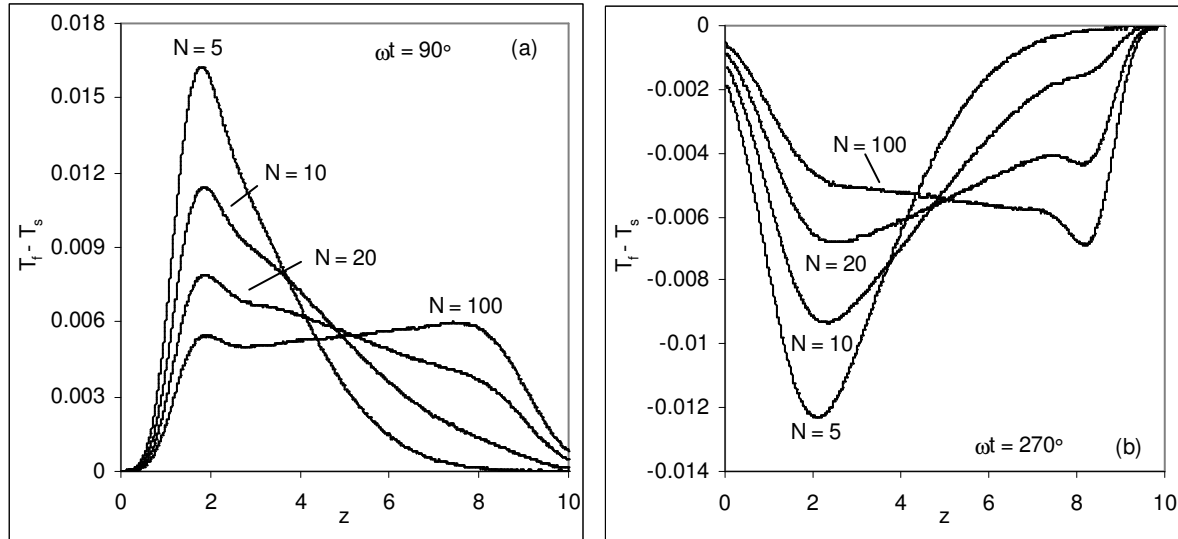 0.018
0.015
0.012
0.009
0.006
0.003
0
T_f - T_s
N = 5
ωt = 90°
(a)
N = 10
N = 20
N = 100
0 2 4 6 8 10
z
0
-0.002
-0.004
-0.006
-0.008
-0.01
-0.012
-0.014
T_f - T_s
N = 100
N = 20
N = 10
N = 5
ωt = 270°
(b)
0 2 4 6 8 10
z